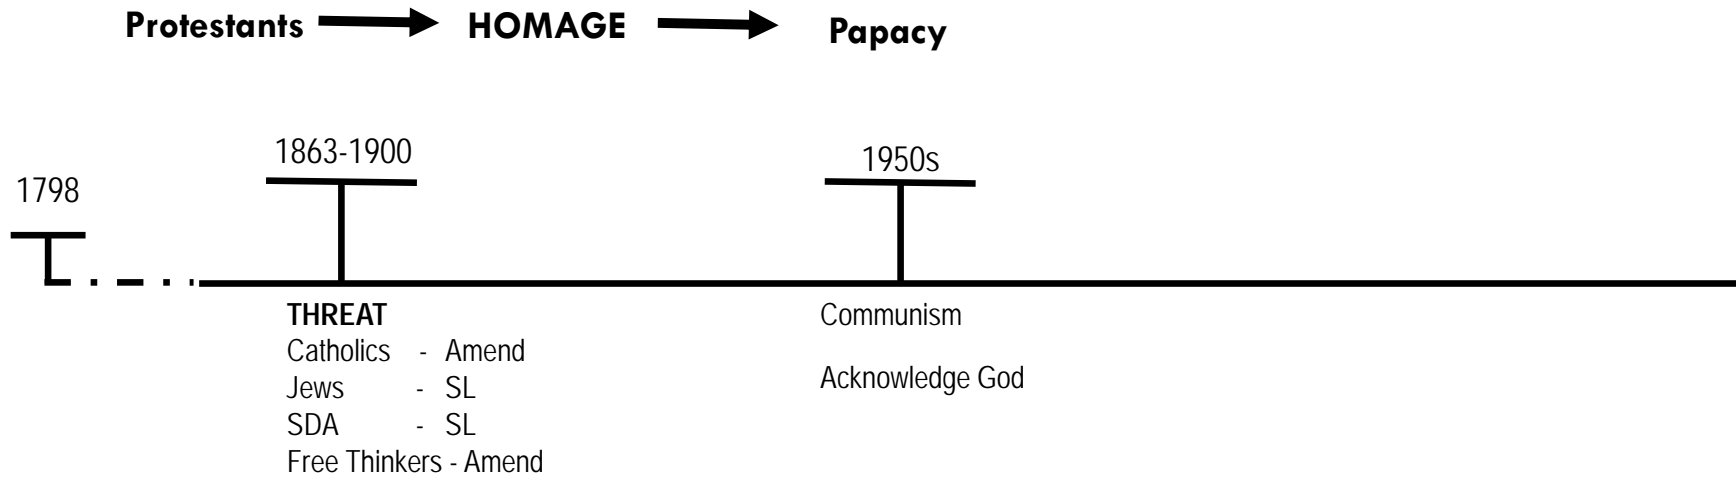 Protestants HOMAGE Papacy
1863-1900
1950s
1798
THREAT
Catholics - Amend
Jews - SL
SDA - SL
Free Thinkers - Amend
Communism
Acknowledge God